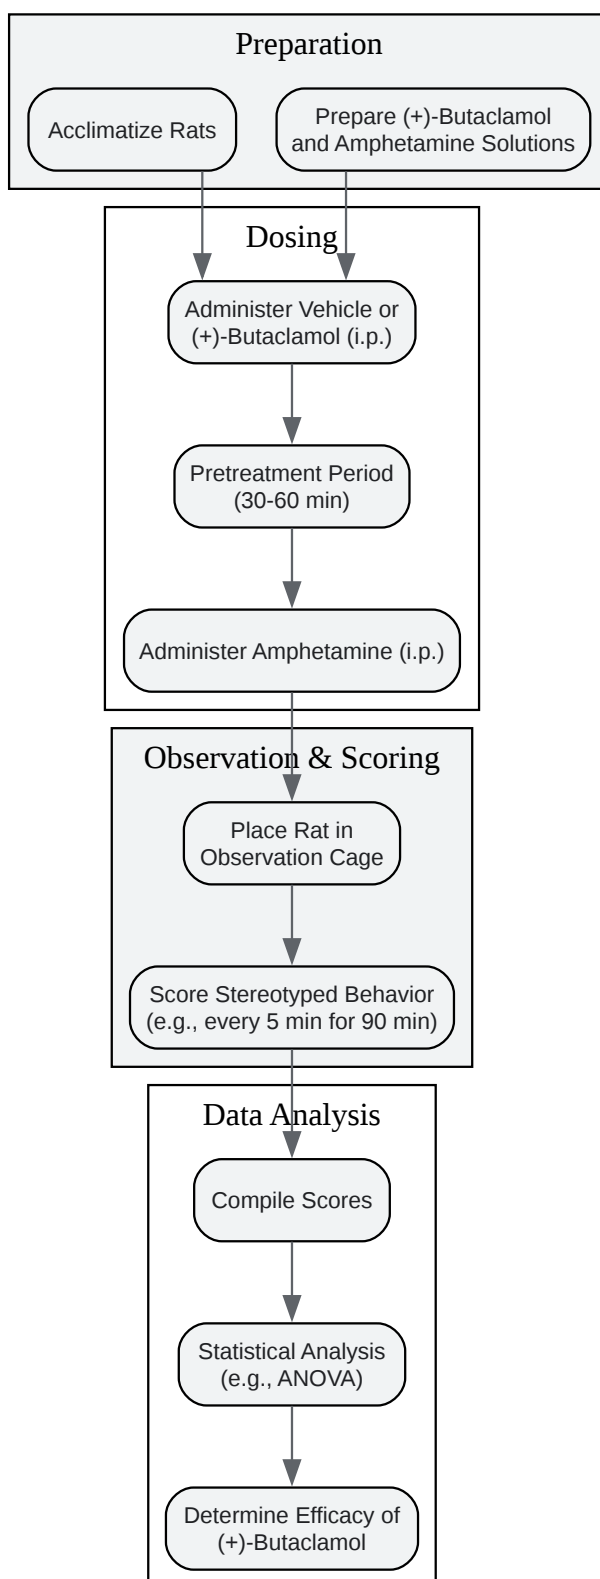 Preparation
Acclimatize Rats
Prepare (+)-Butaclamol
and Amphetamine Solutions
Dosing
Administer Vehicle or
(+)-Butaclamol (i.p.)
Pretreatment Period
(30-60 min)
Administer Amphetamine (i.p.)
Observation & Scoring
Place Rat in
Observation Cage
Score Stereotyped Behavior
(e.g., every 5 min for 90 min)
Data Analysis
Compile Scores
Statistical Analysis
(e.g., ANOVA)
Determine Efficacy of
(+)-Butaclamol